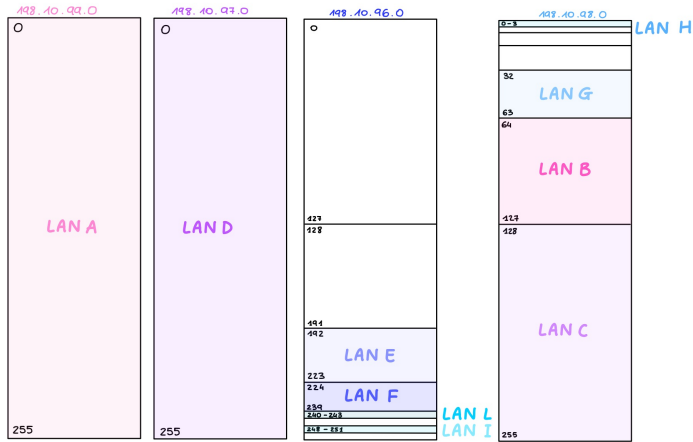 198.10.99.0
0
LAN A
255
198.10.97.0
0
LAN D
255
198.10.96.0
0
127
128
191
192
LAN E
223
224
LAN F
239
240-243
LAN L
248-251
LAN I
198.10.98.0
0-3
LAN H
32
LAN G
63
64
LAN B
127
128
LAN C
255